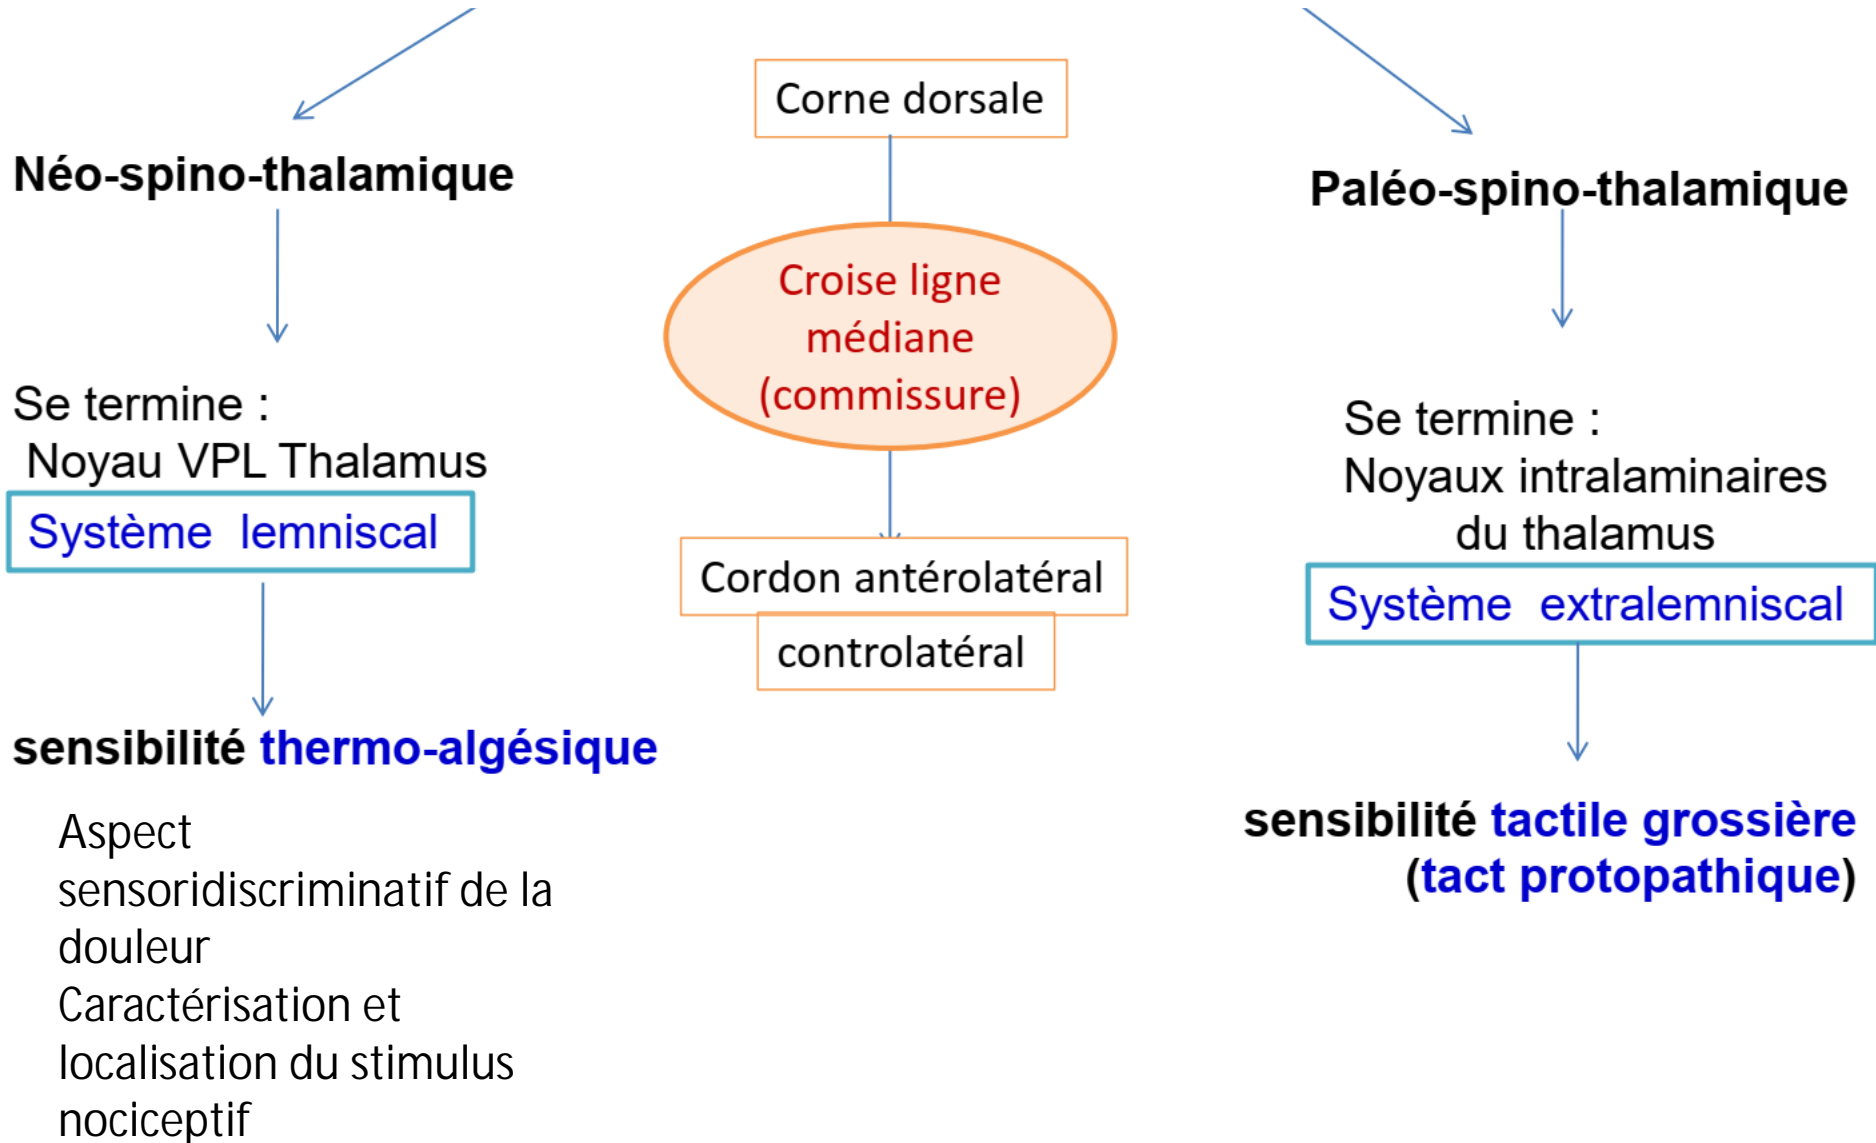 Néo-spino-thalamique
Se termine :
Noyau VPL Thalamus
Système lemniscal
sensibilité thermo-algésique
Aspect
sensoridiscriminatif de la
douleur
Caractérisation et
localisation du stimulus
nociceptif
Corne dorsale
Croise ligne
médiane
(commissure)
Cordon antérolatéral
controlatéral
Paléo-spino-thalamique
Se termine :
Noyaux intralaminaires
du thalamus
Système extralemniscal
sensibilité tactile grossière
(tact protopathique)